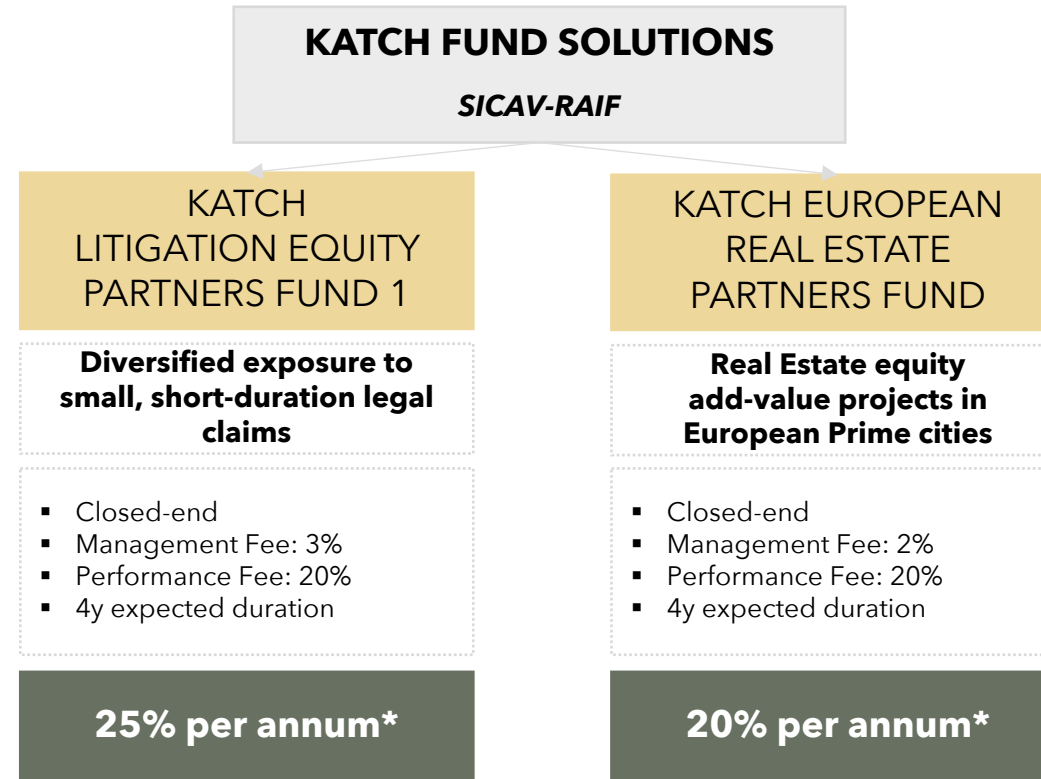 KATCH FUND SOLUTIONS
SICAV-RAIF
KATCH
LITIGATION EQUITY
PARTNERS FUND 1
Diversified exposure to
small, short-duration legal
claims
▪ Closed-end
▪ Management Fee: 3%
▪ Performance Fee: 20%
▪ 4y expected duration
25% per annum*
KATCH EUROPEAN
REAL ESTATE
PARTNERS FUND
Real Estate equity
add-value projects in
European Prime cities
▪ Closed-end
▪ Management Fee: 2%
▪ Performance Fee: 20%
▪ 4y expected duration
20% per annum*